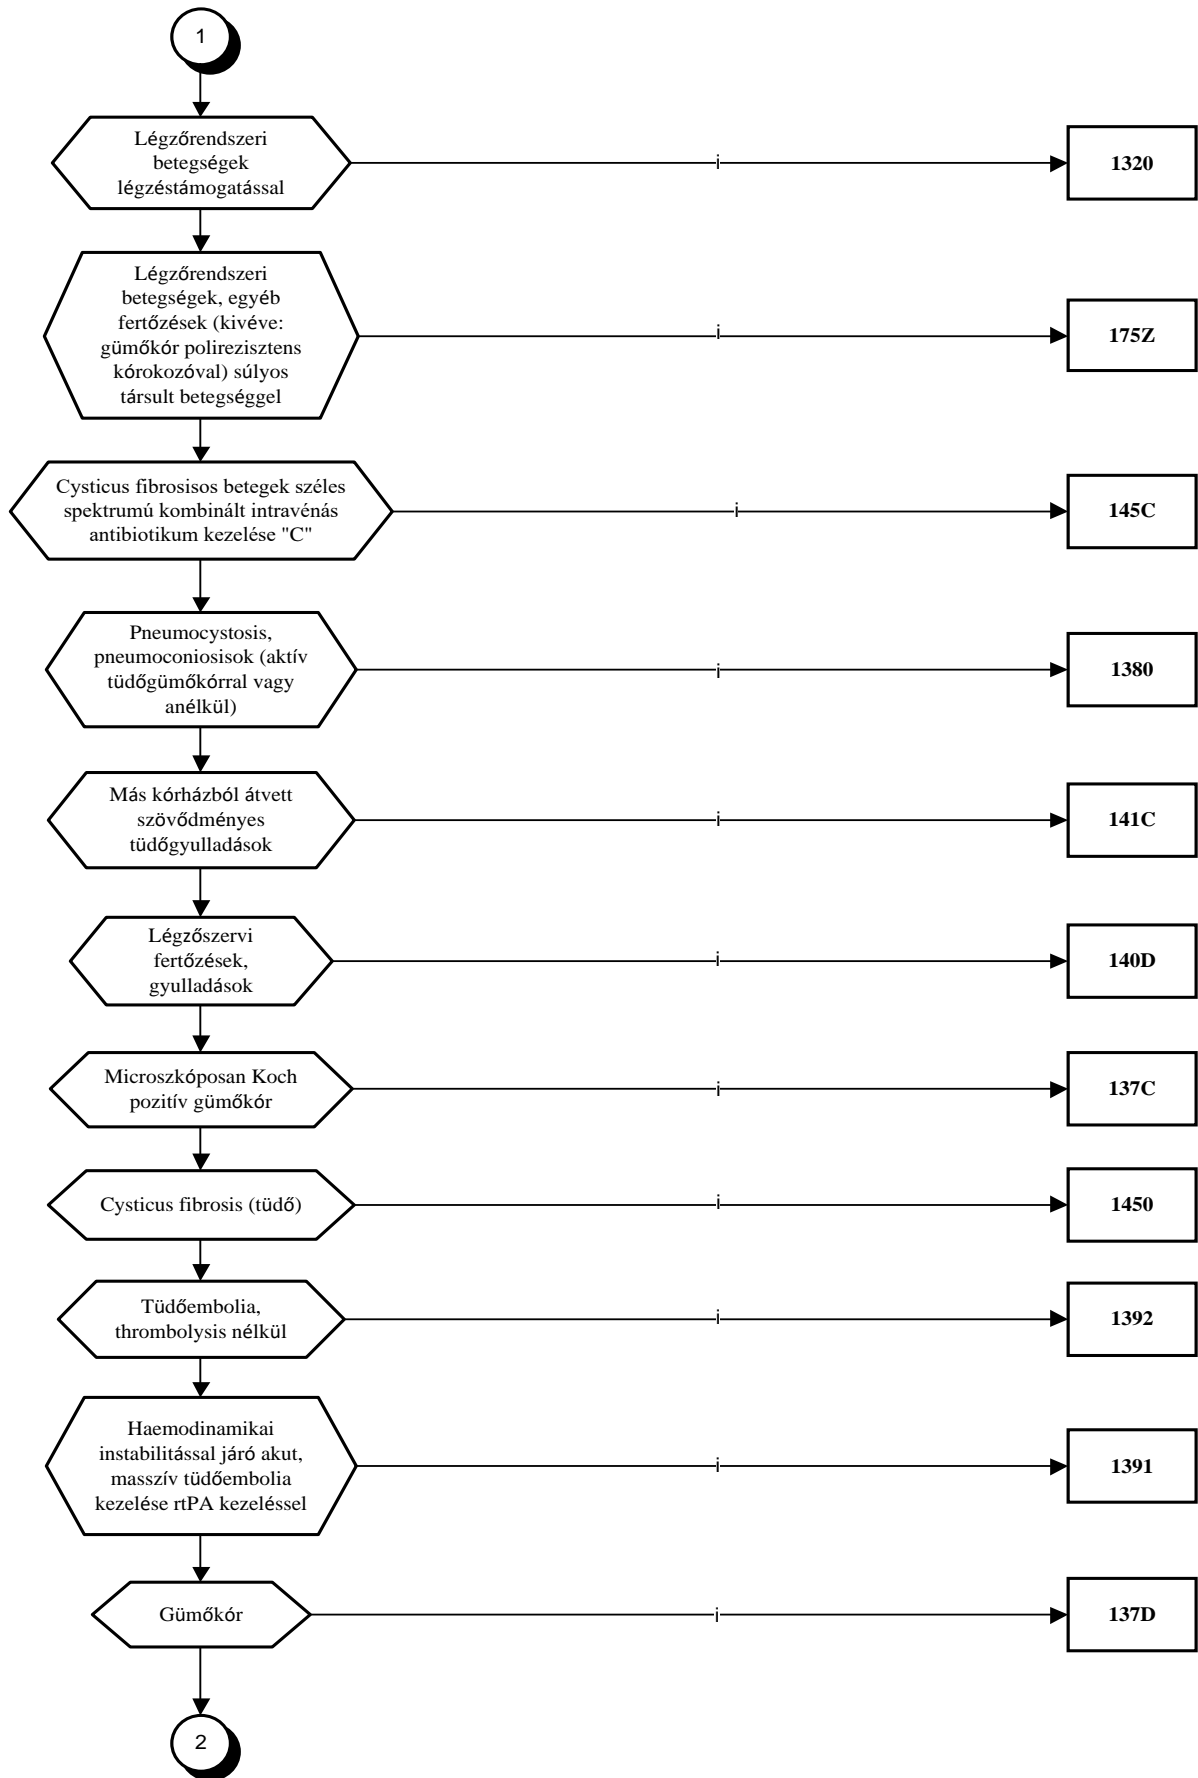 1
Légzőrendszeri
betegségek
légzéstámogatással
i
1320
Légzőrendszeri
betegségek, egyéb
fertőzések (kivéve:
gümőkór polirezisztens
kórokozóval) súlyos
társult betegséggel
i
175Z
Cysticus fibrosisos betegek széles
spektrumú kombinált intravénás
antibiotikum kezelése "C"
i
145C
Pneumocystosis,
pneumoconiosisok (aktív
tüdőgümőkórral vagy
anélkül)
i
1380
Más kórházból átvett
szövődményes
tüdőgyulladások
i
141C
Légzőszervi
fertőzések,
gyulladások
i
140D
Microszkóposan Koch
pozitív gümőkór
i
137C
Cysticus fibrosis (tüdő)
i
1450
Tüdőembolia,
thrombolysis nélkül
i
1392
Haemodinamikai
instabilitással járó akut,
masszív tüdőembolia
kezelése rtPA kezeléssel
i
1391
Gümőkór
i
137D
2